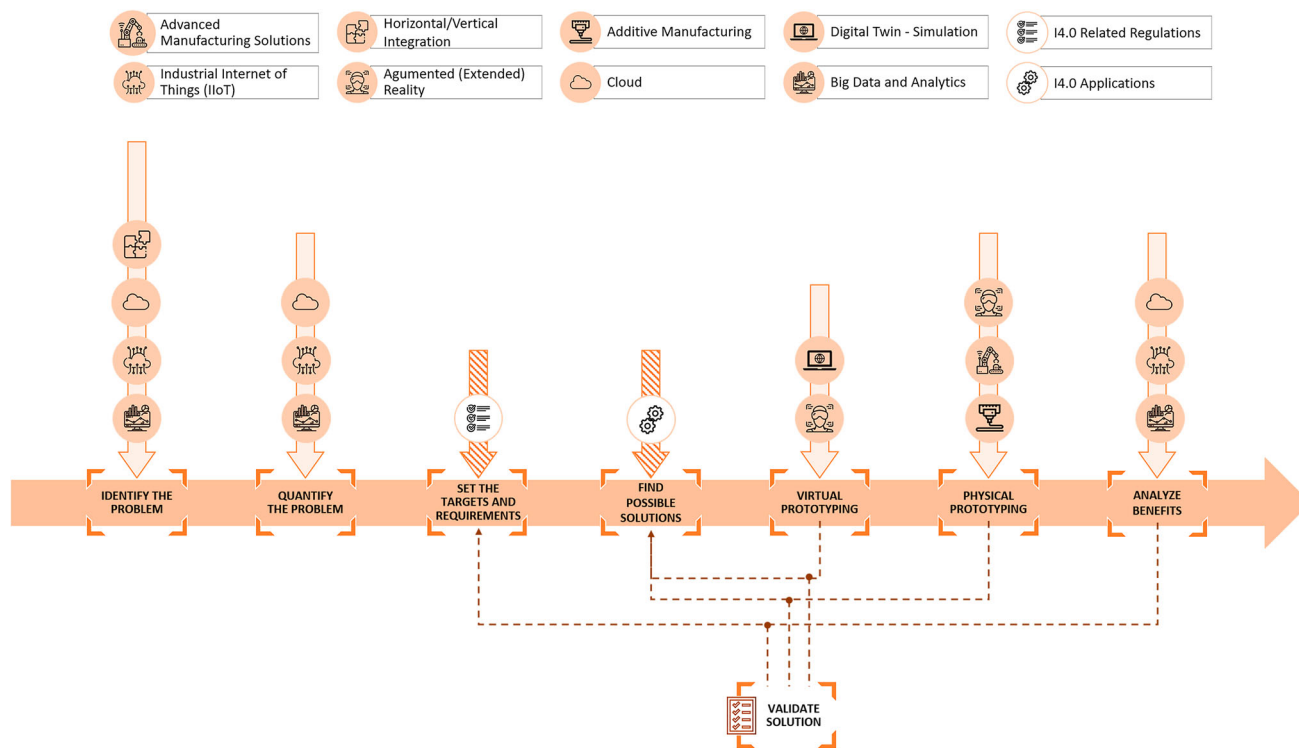 Advanced
Manufacturing Solutions
Horizontal/Vertical
Integration
Additive Manufacturing
Digital Twin - Simulation
I4.0 Related Regulations
Industrial Internet of
Things (IIoT)
Agumented (Extended)
Reality
Cloud
Big Data and Analytics
I4.0 Applications
IDENTIFY THE
PROBLEM
QUANTIFY
THE PROBLEM
SET THE
TARGETS AND
REQUIREMENTS
FIND
POSSIBLE
SOLUTIONS
VIRTUAL
PROTOTYPING
PHYSICAL
PROTOTYPING
ANALYZE
BENEFITS
VALIDATE
SOLUTION